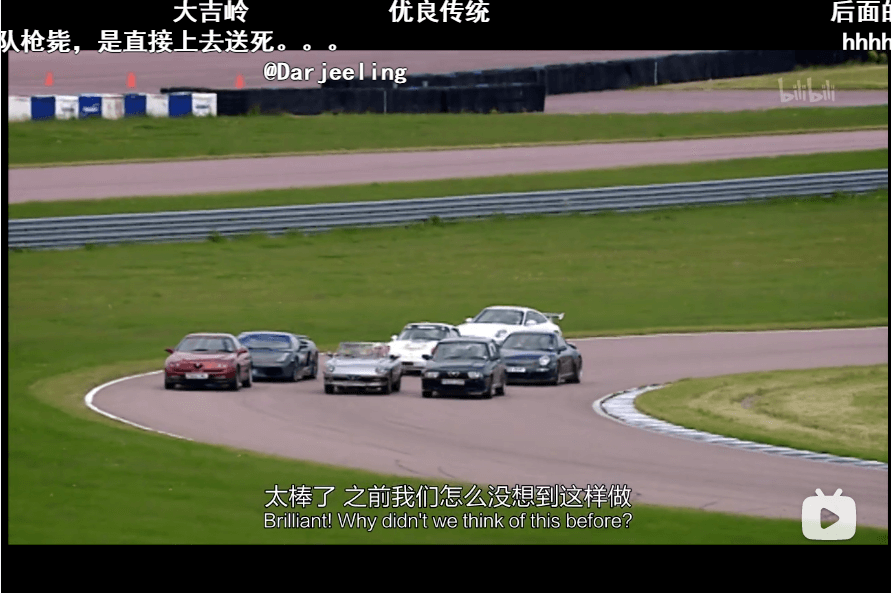 大吉岭 优良传统 后面的
队枪毙，是直接上去送死。。。 hhhh
@Darjeeling
bilibili
太棒了 之前我们怎么没想到这样做
Brilliant! Why didn't we think of this before?